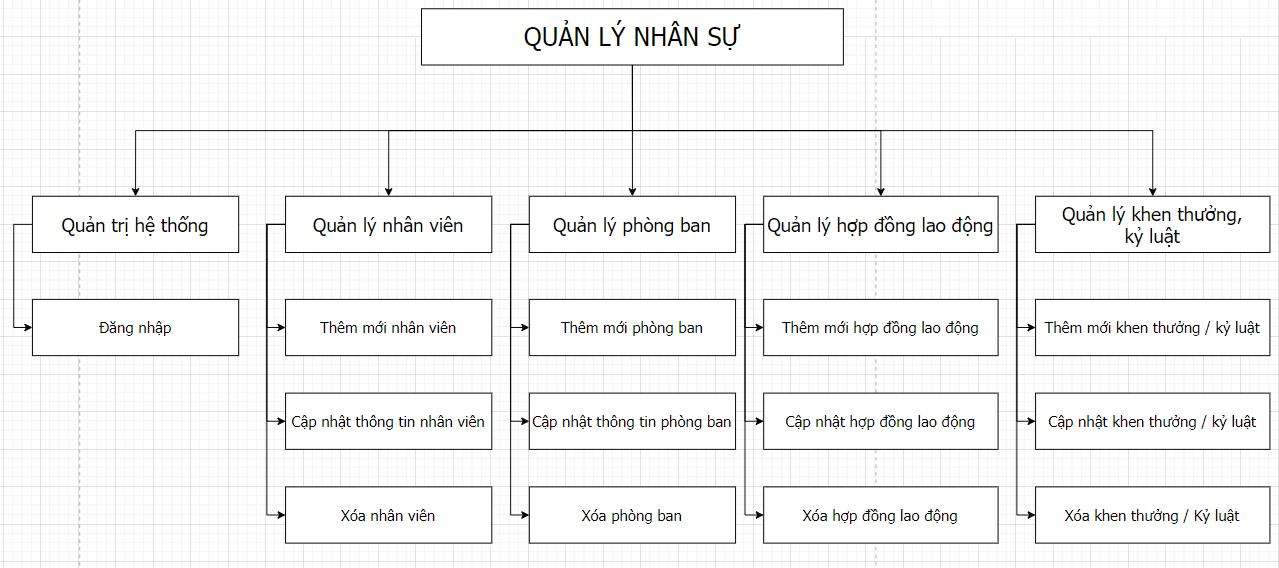 QUẢN LÝ NHÂN SỰ
Quản trị hệ thống
Quản lý nhân viên
Quản lý phòng ban
Quản lý hợp đồng lao động
Quản lý khen thưởng,
kỷ luật
Đăng nhập
Thêm mới nhân viên
Thêm mới phòng ban
Thêm mới hợp đồng lao động
Thêm mới khen thưởng / kỷ luật
Cập nhật thông tin nhân viên
Cập nhật thông tin phòng ban
Cập nhật hợp đồng lao động
Cập nhật khen thưởng / kỷ luật
Xóa nhân viên
Xóa phòng ban
Xóa hợp đồng lao động
Xóa khen thưởng / Kỷ luật